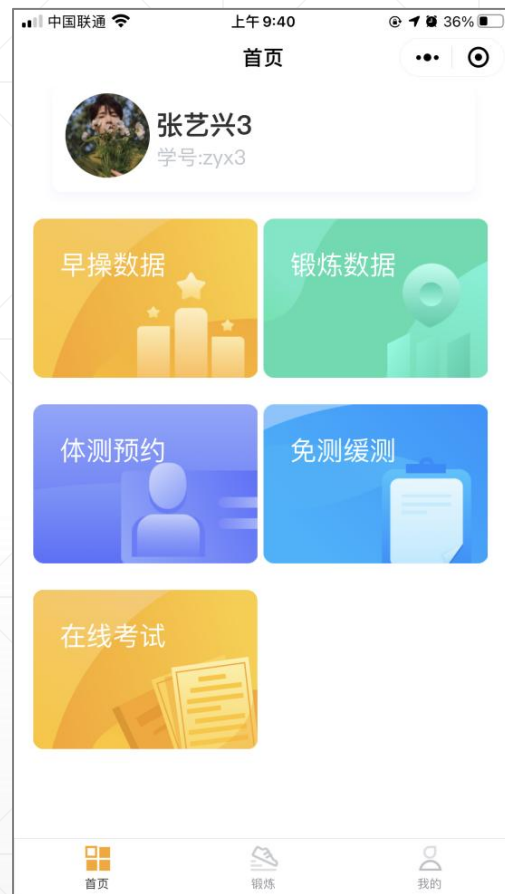 中国联通 上午9:40 36%
首页
张艺兴3
学号:zyx3
早操数据 锻炼数据
体测预约 免测缓测
在线考试
首页 锻炼 我的